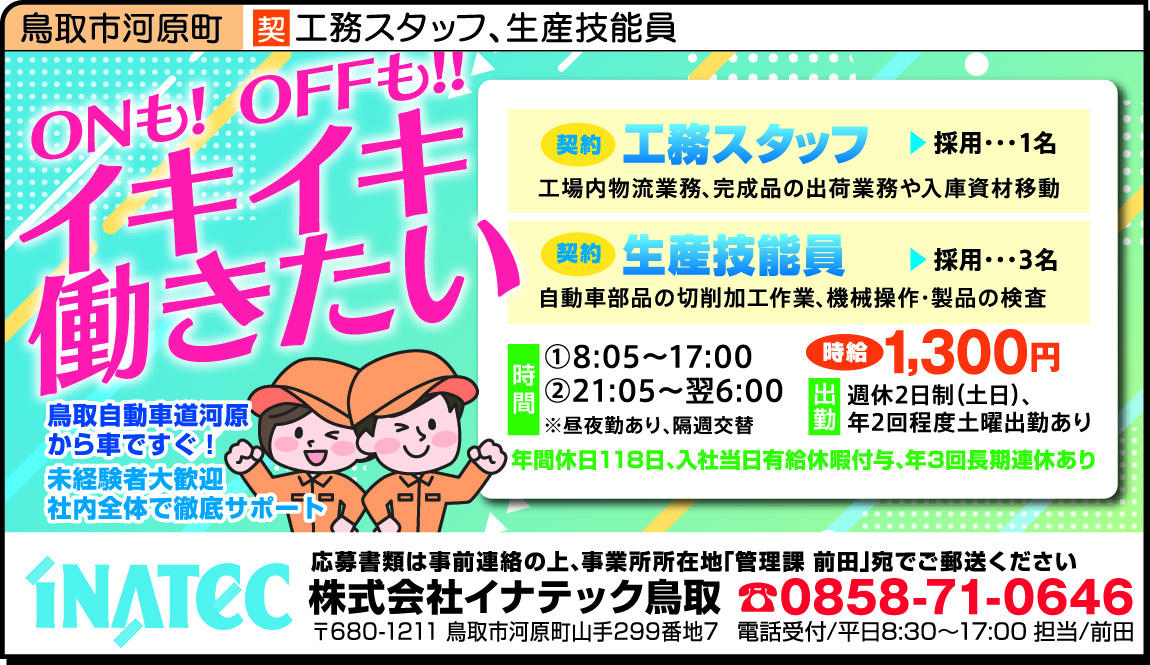 鳥取市河原町 契 工務スタッフ、生産技能員
ONも! OFFも!!
イキイキ
働きたい
鳥取自動車道河原
から車ですぐ!
未経験者大歓迎
社内全体で徹底サポート
契約 工務スタッフ ▶採用･･･1名
工場内物流業務、完成品の出荷業務や入庫資材移動
契約 生産技能員 ▶採用･･･3名
自動車部品の切削加工作業、機械操作･製品の検査
時間 ①8:05〜17:00
②21:05〜翌6:00
※昼夜勤あり、隔週交替
時給 1,300円
出勤 週休2日制(土日)、
年2回程度土曜出勤あり
年間休日118日、入社当日有給休暇付与、年3回長期連休あり
iNATEC
応募書類は事前連絡の上、事業所所在地「管理課 前田」宛でご郵送ください
株式会社イナテック鳥取 ☎0858-71-0646
〒680-1211 鳥取市河原町山手299番地7 電話受付/平日8:30〜17:00 担当/前田